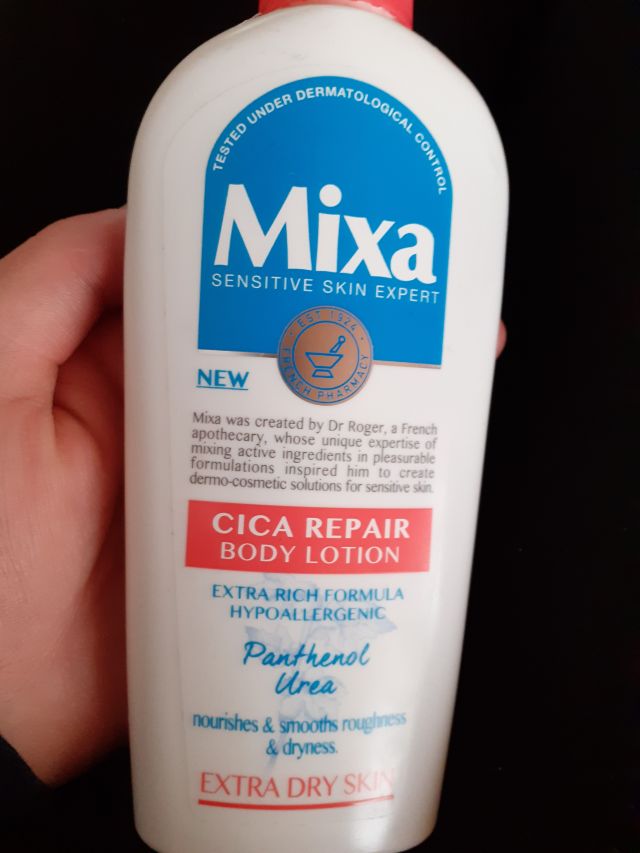 TESTED UNDER DERMATOLOGICAL CONTROL
Mixa
SENSITIVE SKIN EXPERT
EST 1924
FRENCH PHARMACY
NEW
Mixa was created by Dr Roger, a French
apothecary, whose unique expertise of
mixing active ingredients in pleasurable
formulations inspired him to create
dermo-cosmetic solutions for sensitive skin.
CICA REPAIR
BODY LOTION
EXTRA RICH FORMULA
HYPOALLERGENIC
Panthenol
Urea
nourishes & smooths roughness
& dryness.
EXTRA DRY SKIN